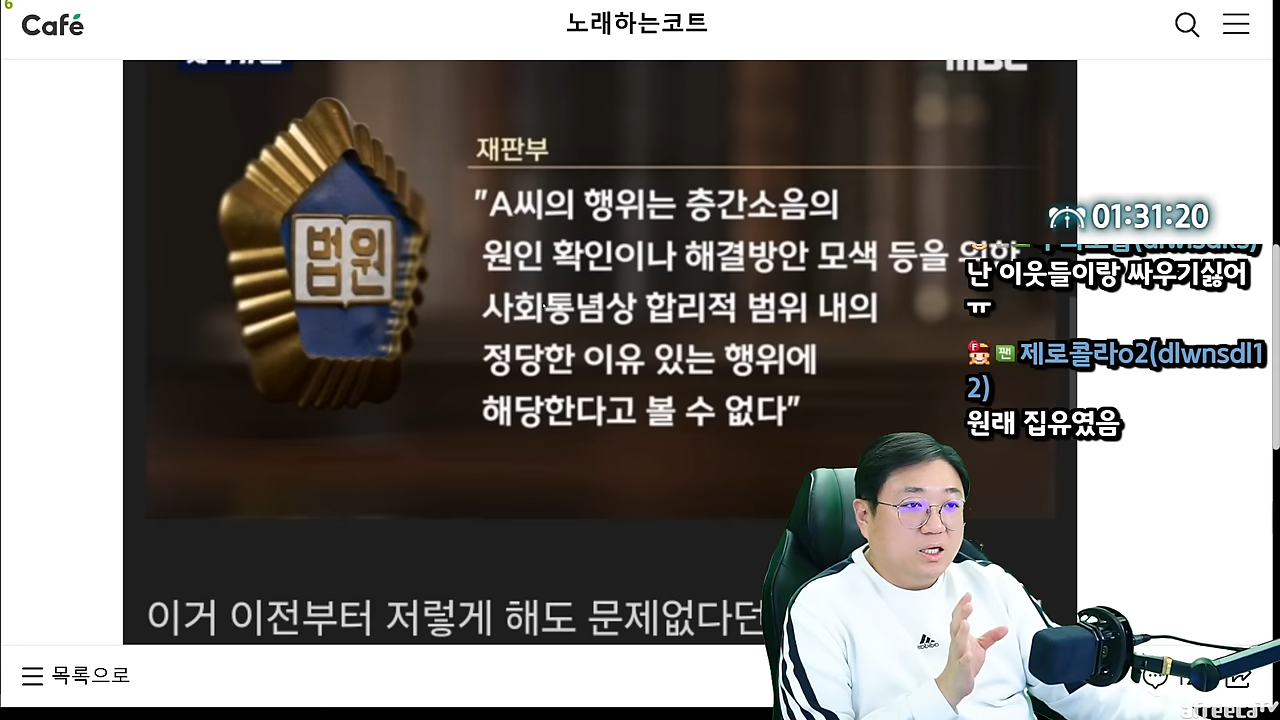 6
Café
노래하는코트
MBC
재판부
"A씨의 행위는 층간소음의
원인 확인이나 해결방안 모색 등을 위한
사회통념상 합리적 범위 내의
정당한 이유 있는 행위에
해당한다고 볼 수 없다"
법원
01:31:20
난 이웃들이랑 싸우기싫어
ㅠ
팬 제로콜라o2(dlwnsdl1
2)
원래 집유였음
이거 이전부터 저렇게 해도 문제없다던
목록으로
adidas
afreecaTV